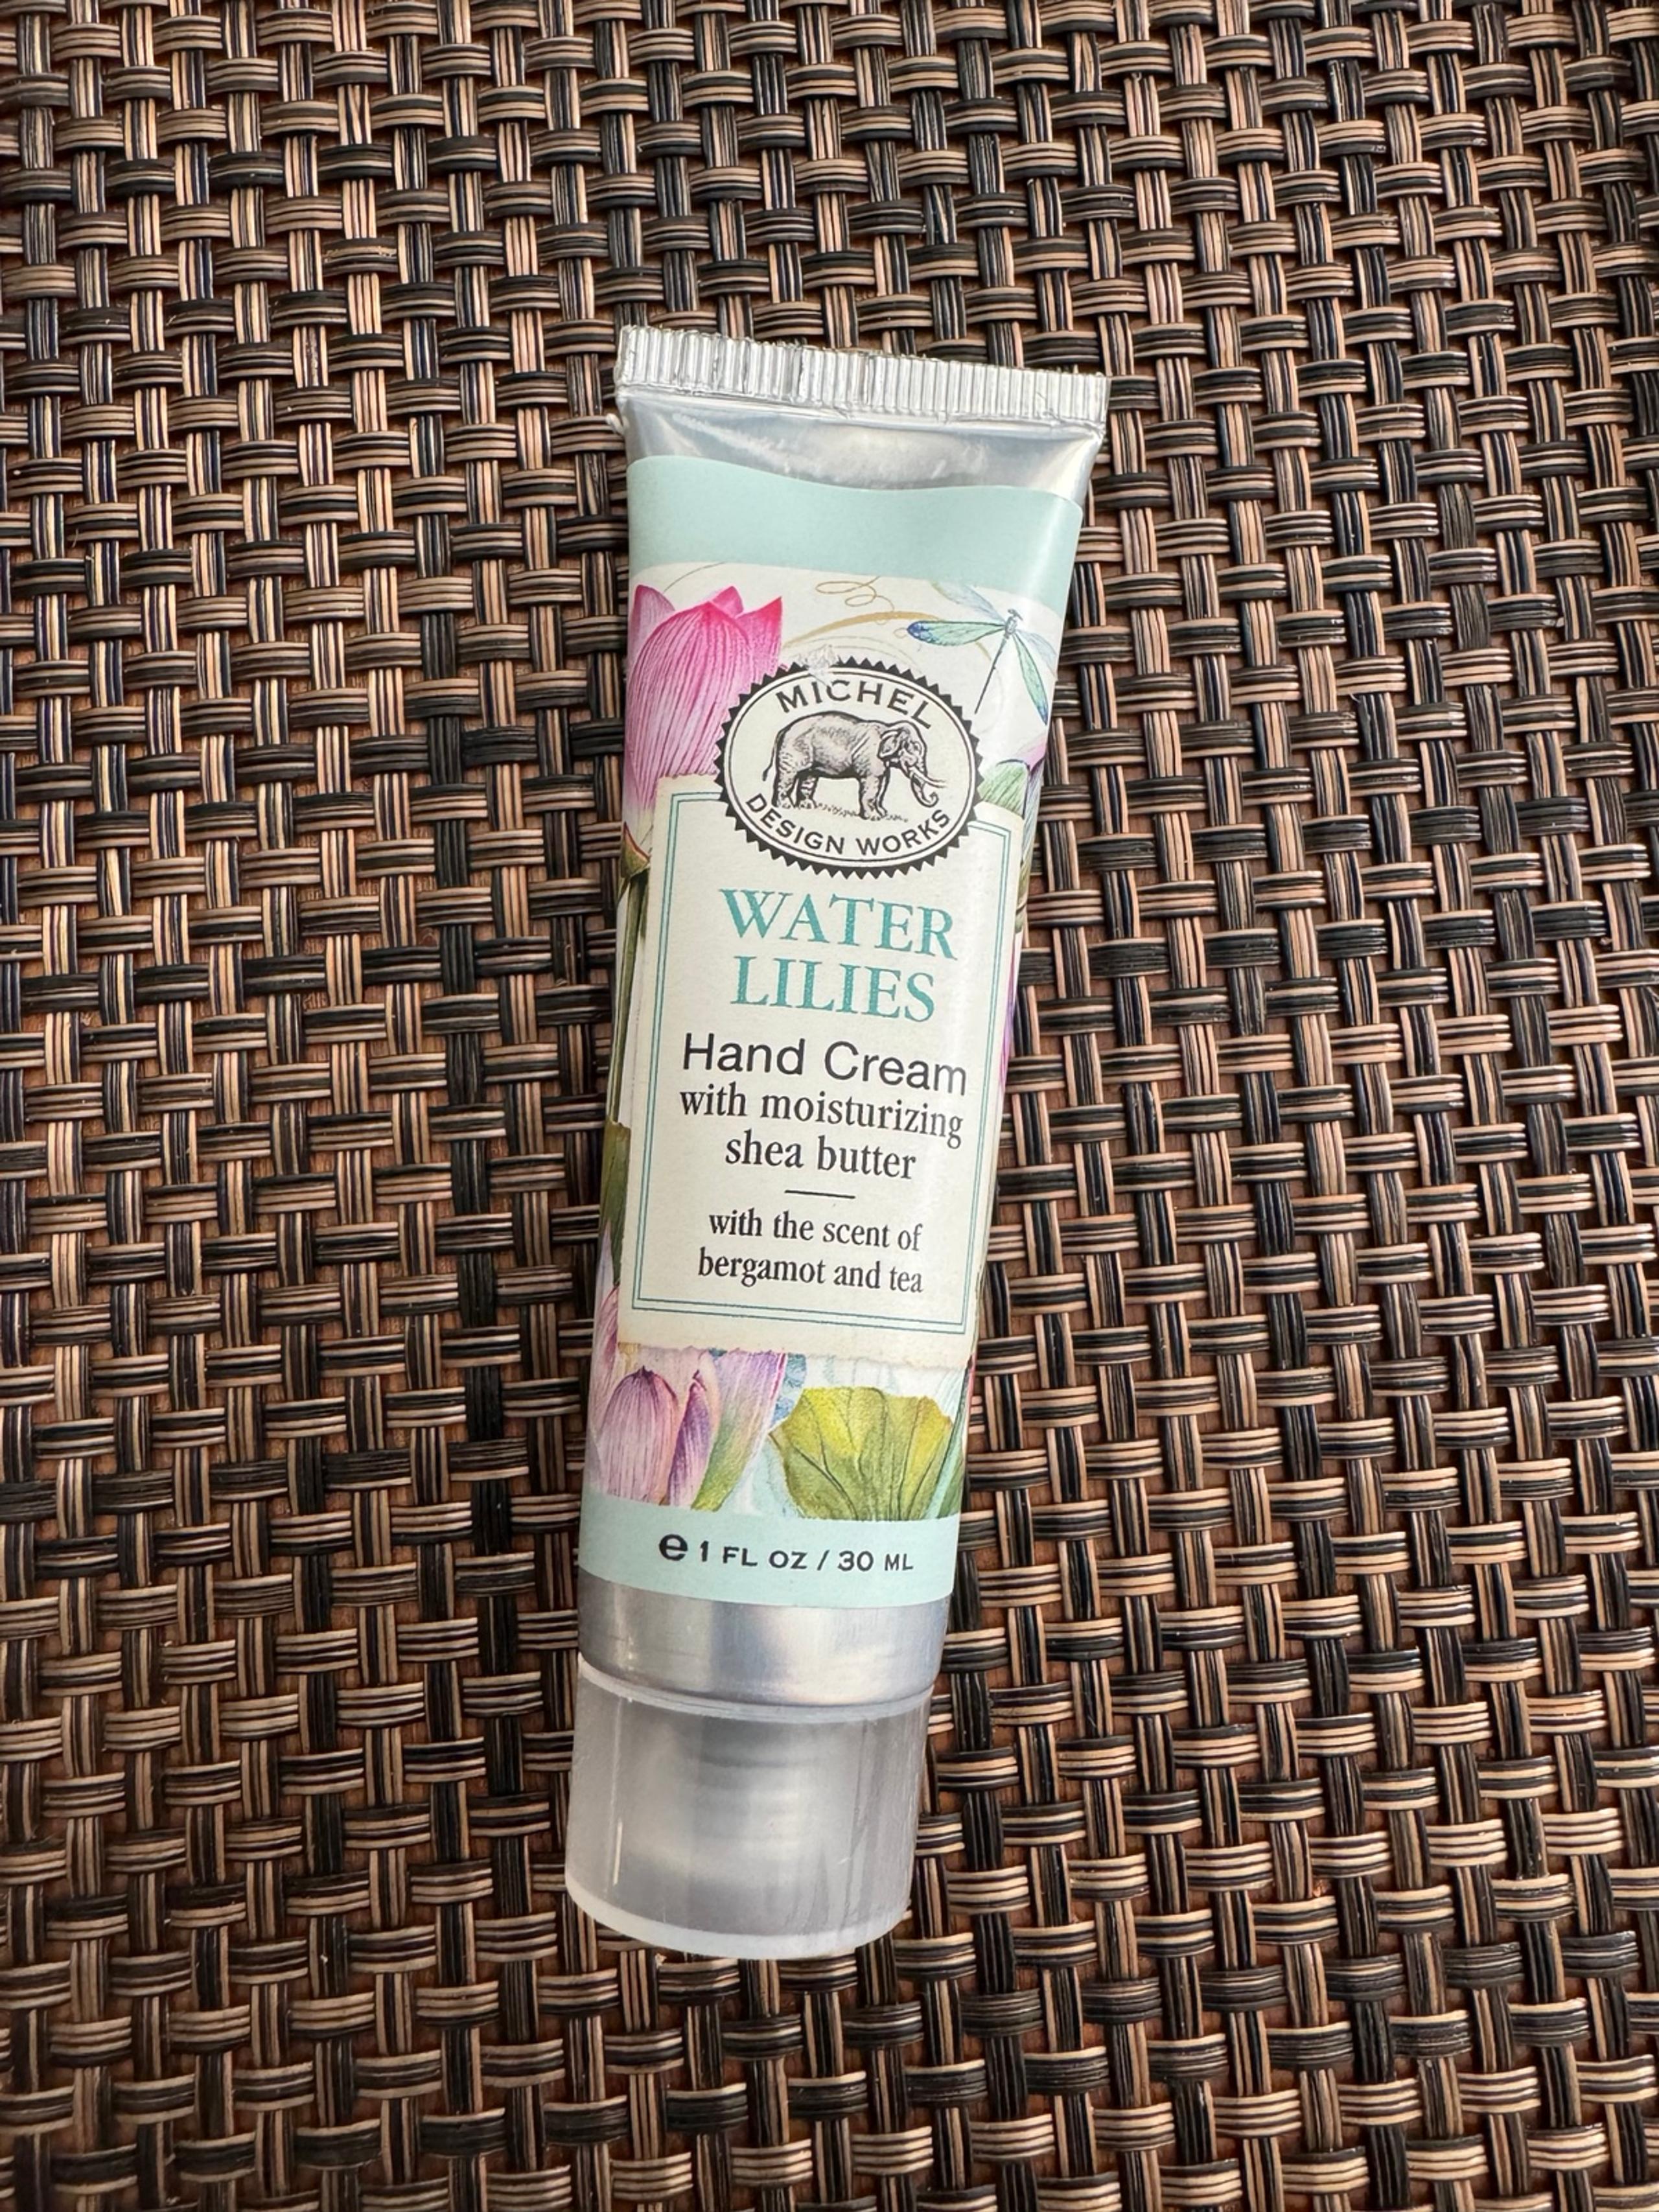 MICHEL
DESIGN WORKS
WATER
LILIES
Hand Cream
with moisturizing
shea butter
with the scent of
bergamot and tea
℮ 1 FL OZ / 30 ML